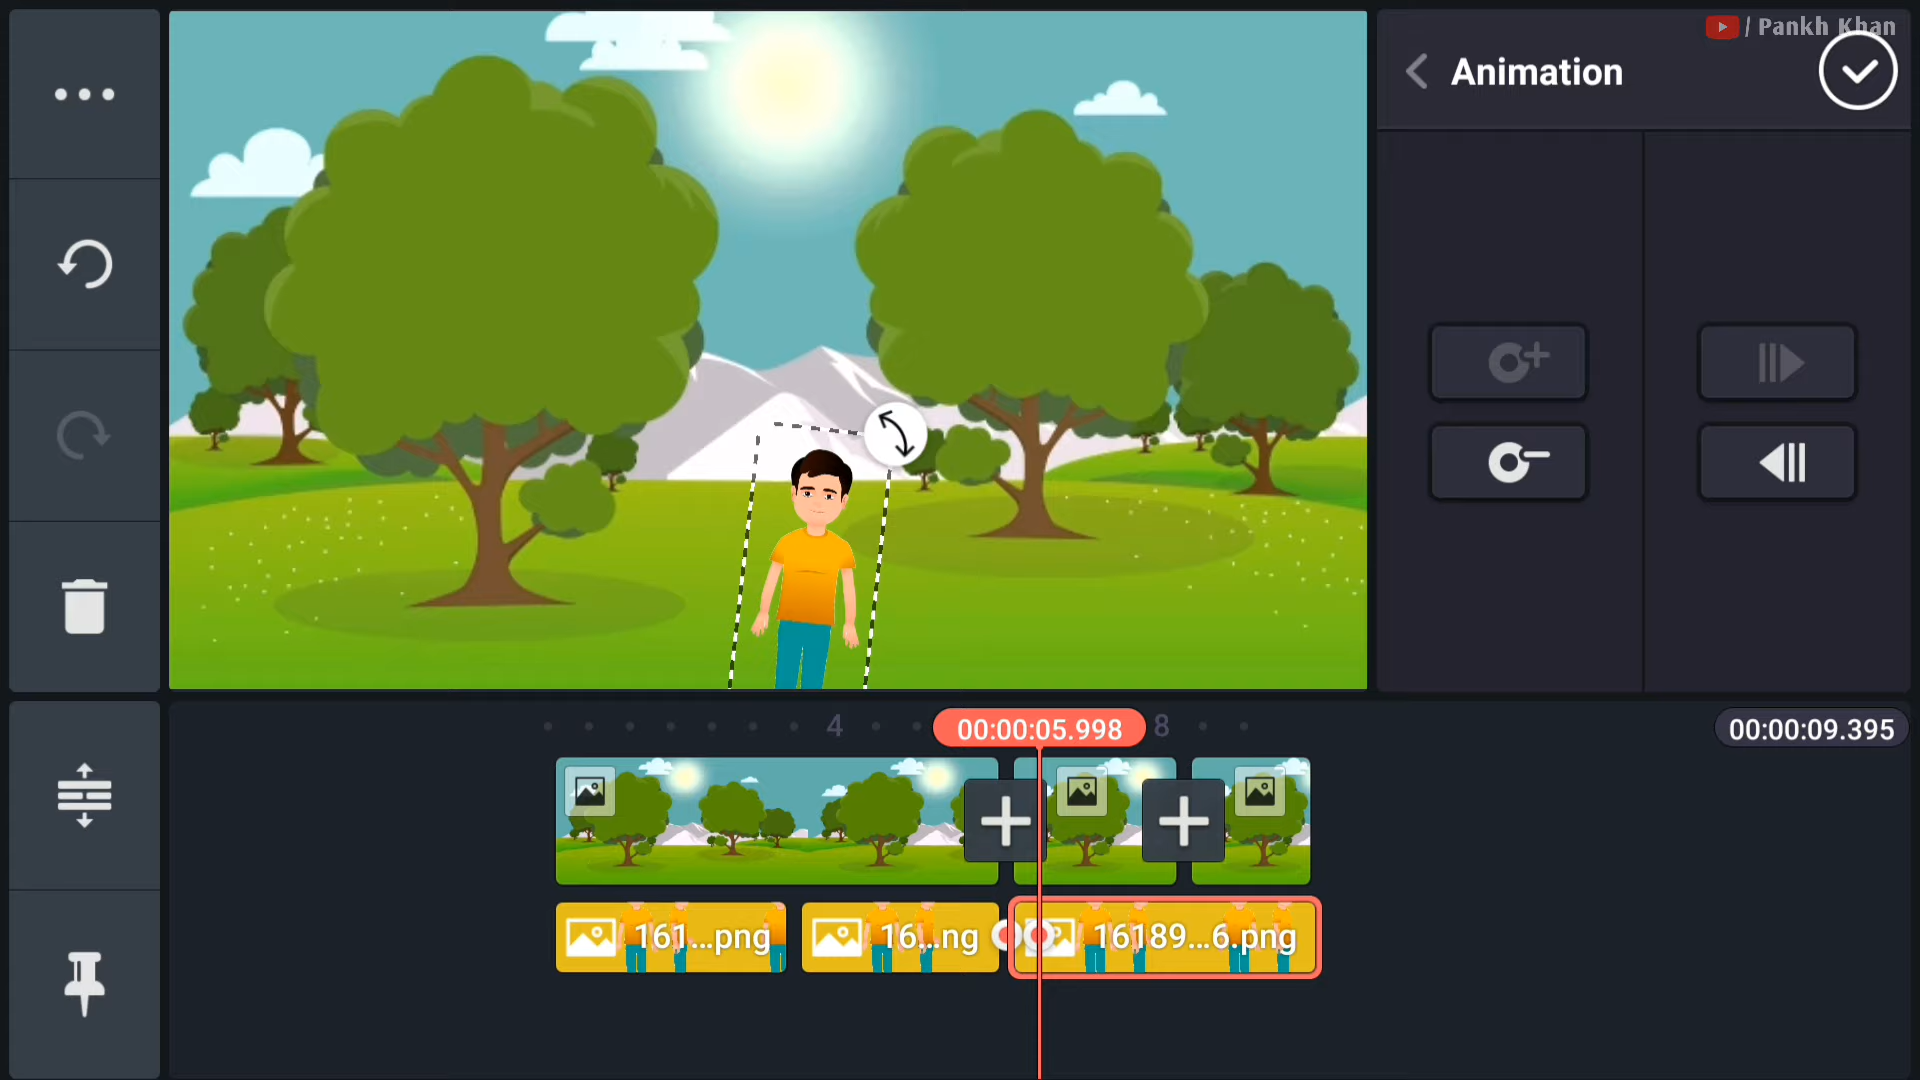 / Pankh Khan
Animation
4
00:00:05.998
8
00:00:09.395
161...png
16...ng
16189...6.png